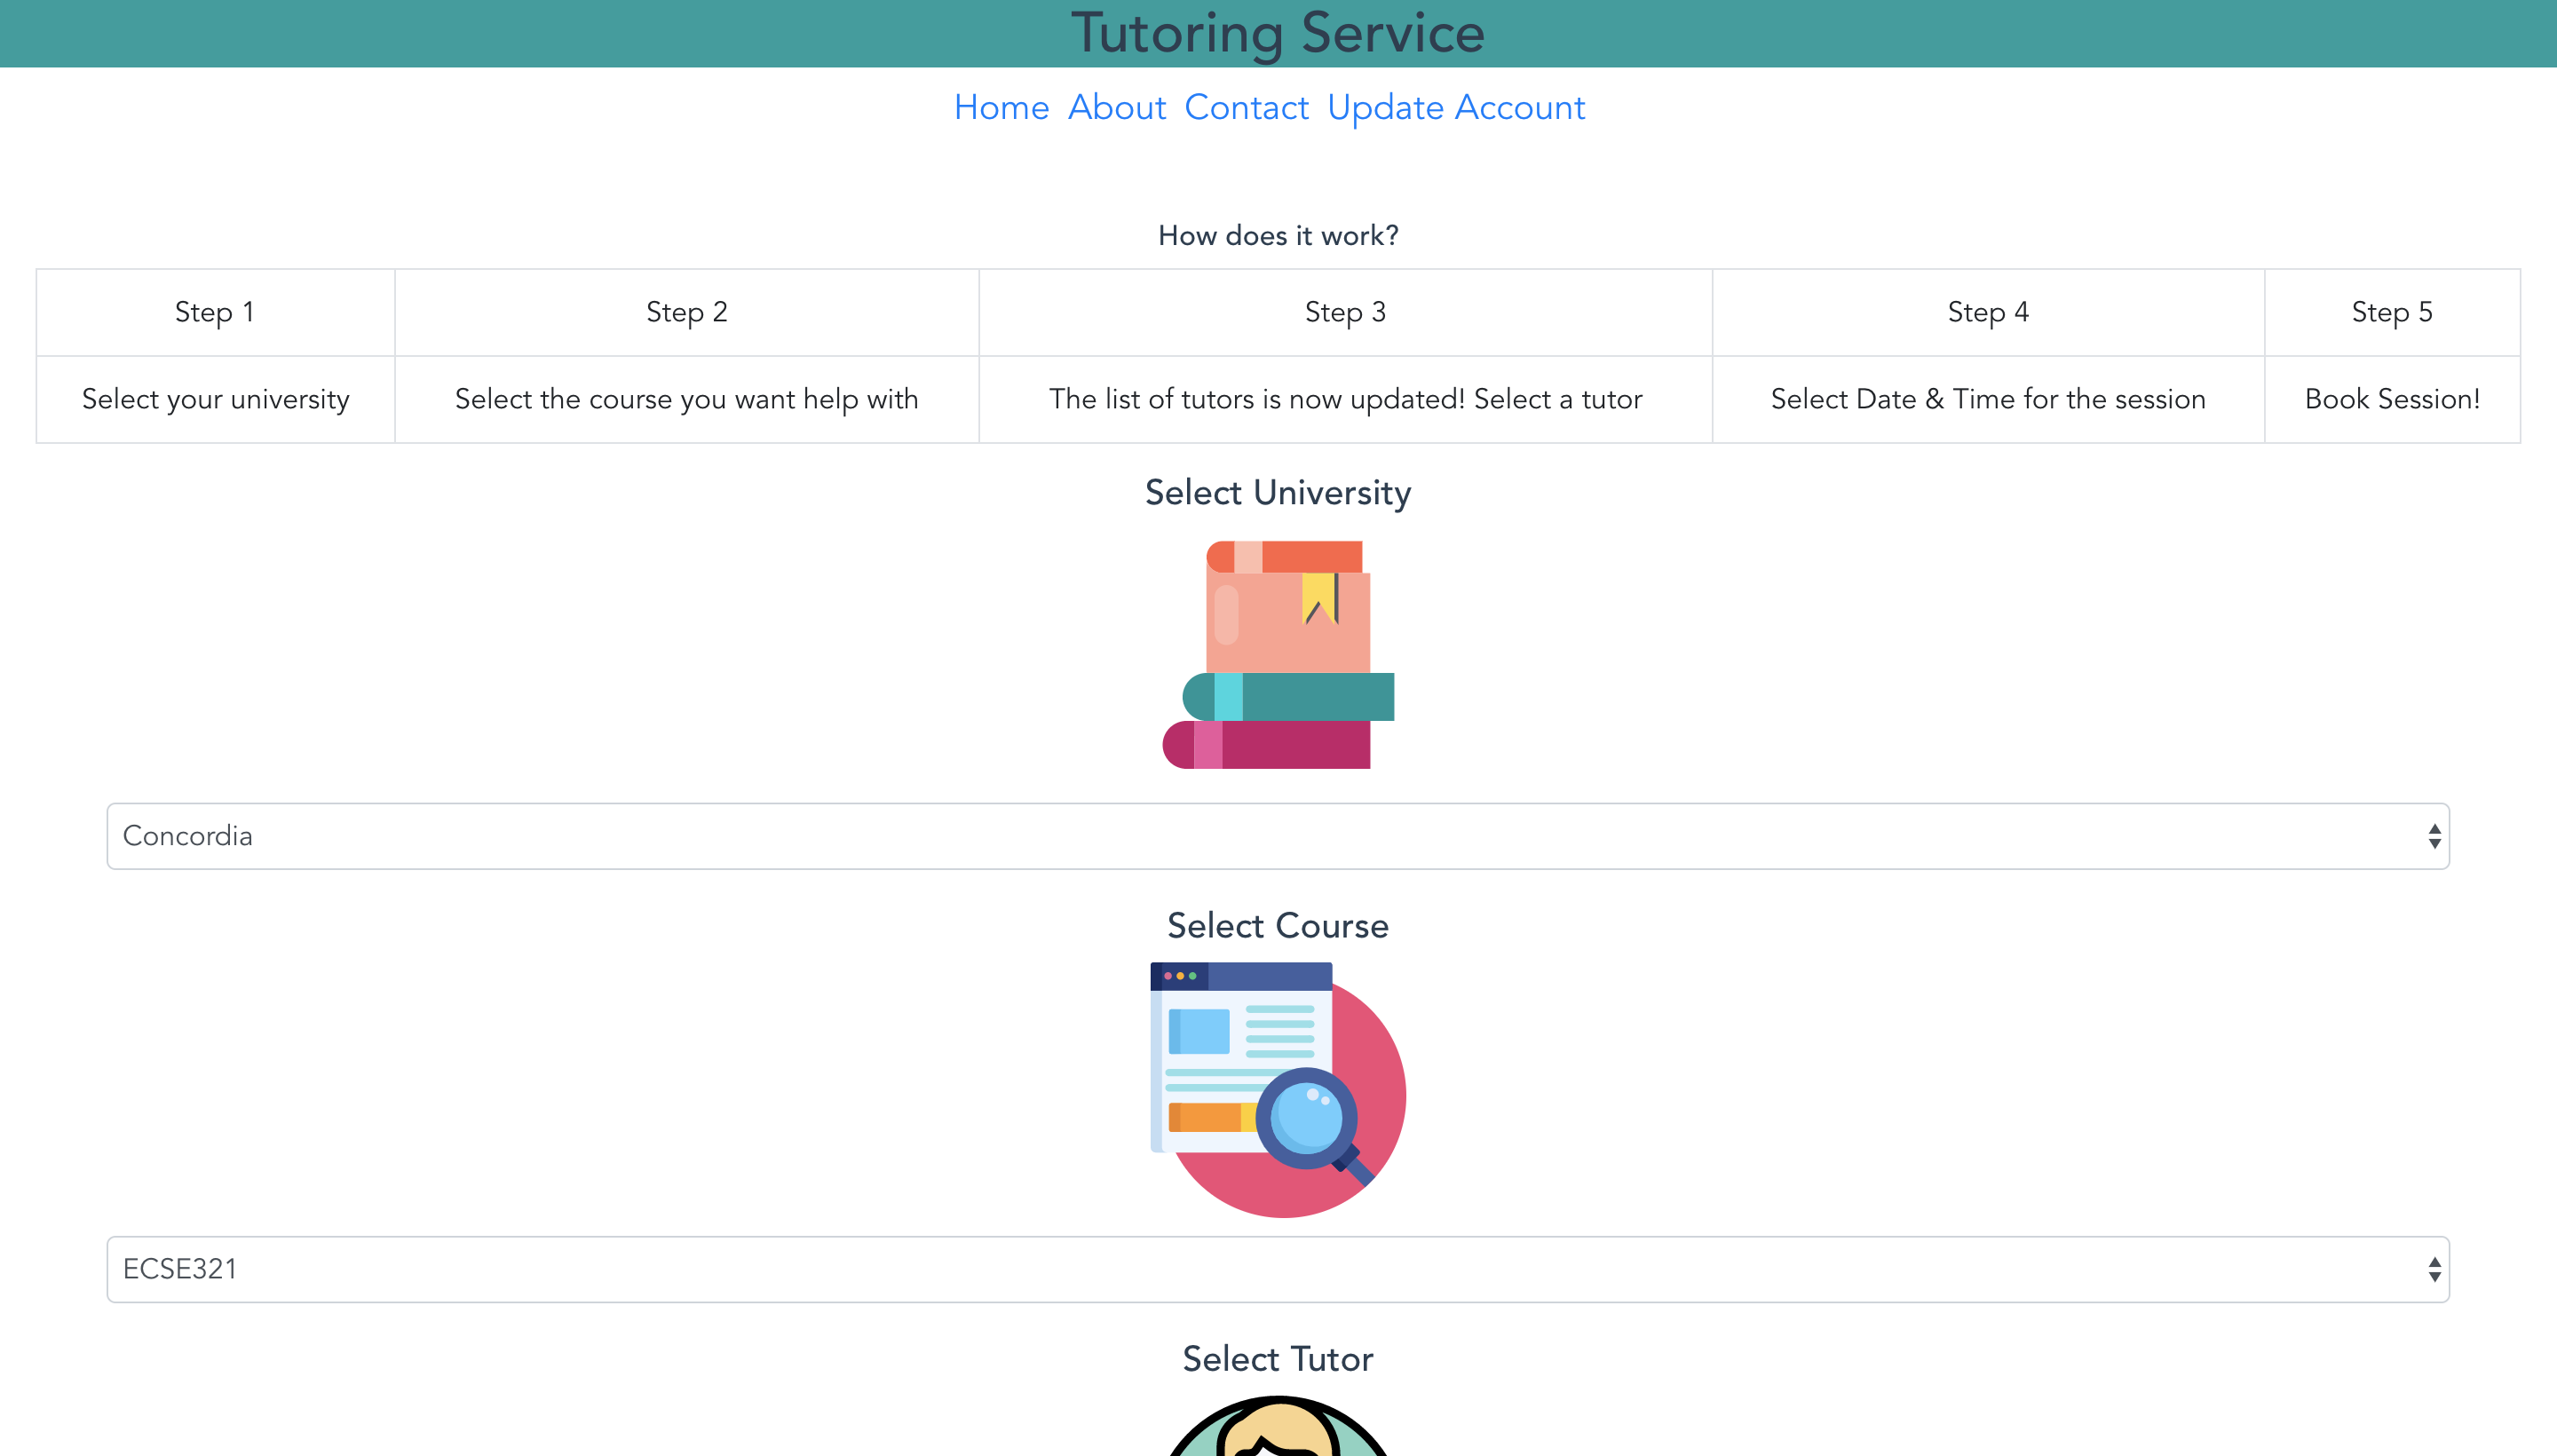 Tutoring Service
Home About Contact Update Account
How does it work?
Step 1 Step 2 Step 3 Step 4 Step 5
Select your university Select the course you want help with The list of tutors is now updated! Select a tutor Select Date & Time for the session Book Session!
Select University
Concordia
Select Course
ECSE321
Select Tutor